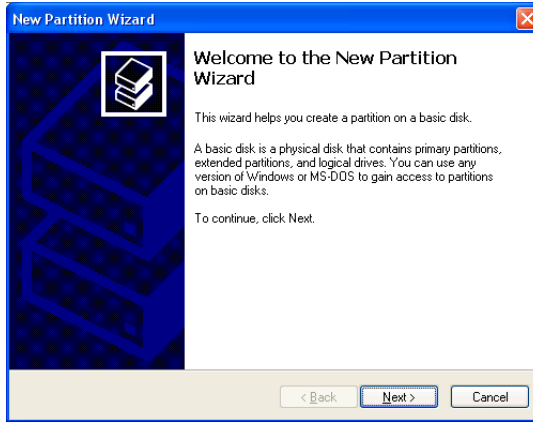 New Partition Wizard
Welcome to the New Partition
Wizard
This wizard helps you create a partition on a basic disk.
A basic disk is a physical disk that contains primary partitions,
extended partitions, and logical drives. You can use any
version of Windows or MS-DOS to gain access to partitions
on basic disks.
To continue, click Next.
< Back Next > Cancel